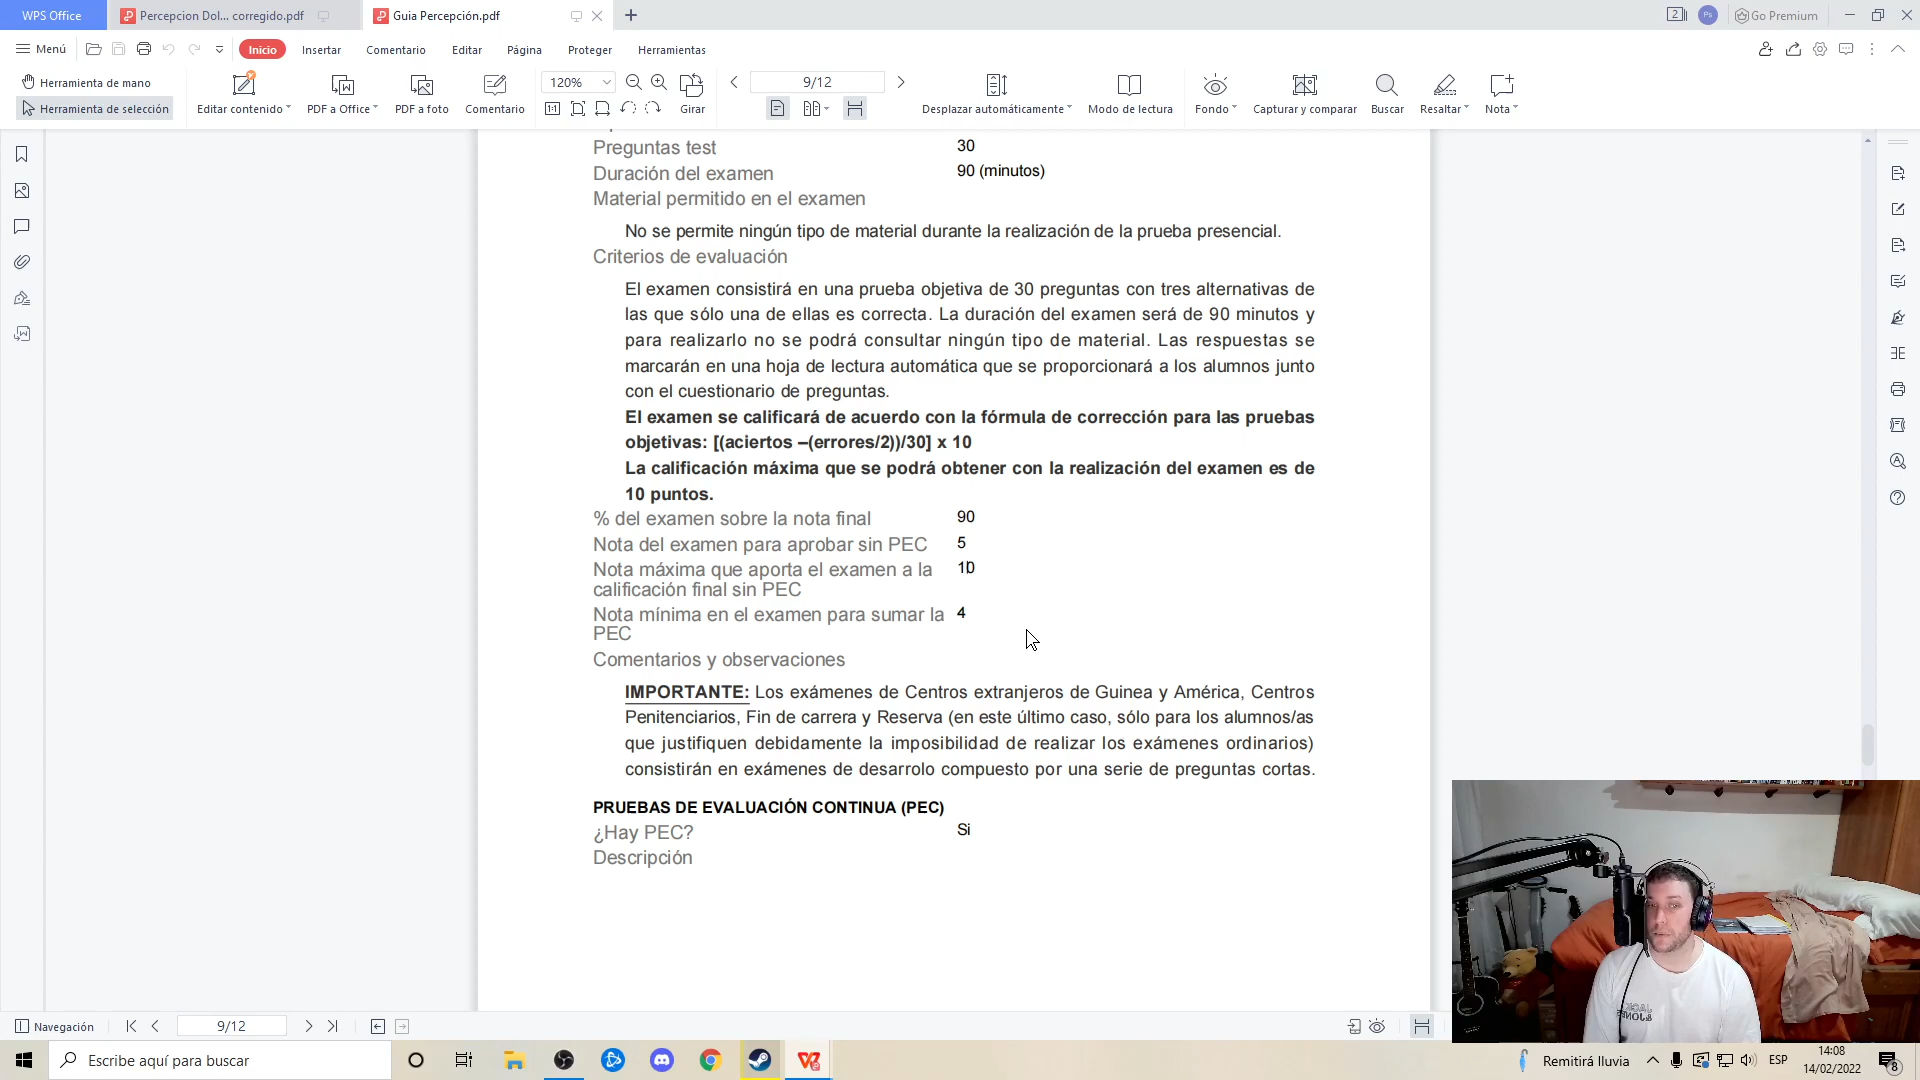 WPS Office
Percepcion Dol... corregido.pdf
Guia Percepción.pdf
2
Ps
Go Premium
Menú
Inicio
Insertar
Comentario
Editar
Página
Proteger
Herramientas
Herramienta de mano
Herramienta de selección
Editar contenido
PDF a Office
PDF a foto
Comentario
120%
Girar
9/12
Desplazar automáticamente
Modo de lectura
Fondo
Capturar y comparar
Buscar
Resaltar
Nota
Preguntas test 30
Duración del examen 90 (minutos)
Material permitido en el examen
No se permite ningún tipo de material durante la realización de la prueba presencial.
Criterios de evaluación
El examen consistirá en una prueba objetiva de 30 preguntas con tres alternativas de
las que sólo una de ellas es correcta. La duración del examen será de 90 minutos y
para realizarlo no se podrá consultar ningún tipo de material. Las respuestas se
marcarán en una hoja de lectura automática que se proporcionará a los alumnos junto
con el cuestionario de preguntas.
El examen se calificará de acuerdo con la fórmula de corrección para las pruebas
objetivas: [(aciertos –(errores/2))/30] x 10
La calificación máxima que se podrá obtener con la realización del examen es de
10 puntos.
% del examen sobre la nota final 90
Nota del examen para aprobar sin PEC 5
Nota máxima que aporta el examen a la 10
calificación final sin PEC
Nota mínima en el examen para sumar la 4
PEC
Comentarios y observaciones
IMPORTANTE: Los exámenes de Centros extranjeros de Guinea y América, Centros
Penitenciarios, Fin de carrera y Reserva (en este último caso, sólo para los alumnos/as
que justifiquen debidamente la imposibilidad de realizar los exámenes ordinarios)
consistirán en exámenes de desarrolo compuesto por una serie de preguntas cortas.
PRUEBAS DE EVALUACIÓN CONTINUA (PEC)
¿Hay PEC? Si
Descripción
Navegación
9/12
Escribe aquí para buscar
Remitirá lluvia
ESP
14:08
14/02/2022
8